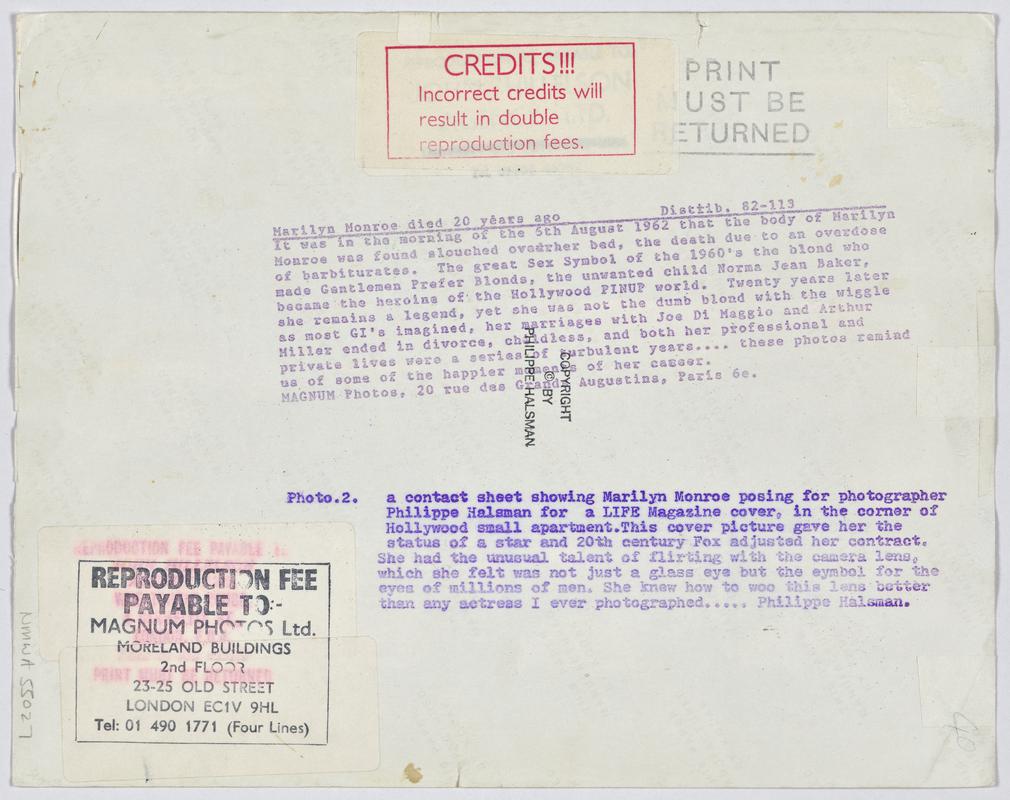 CREDITS!!!
Incorrect credits will
result in double
reproduction fees.
PRINT
MUST BE
RETURNED
Marilyn Monroe died 20 years ago Distrib. 82-113
It was in the morning of the 5th August 1962 that the body of Marilyn
Monroe was found slouched overher bed, the death due to an overdose
of barbiturates. The great Sex Symbol of the 1960's the blond who
made Gentlemen Prefer Blonds, the unwanted child Norma Jean Baker,
became the heroine of the Hollywood PINUP world. Twenty years later
she remains a legend, yet she was not the dumb blond with the wiggle
as most GI's imagined, her marriages with Joe Di Maggio and Arthur
Miller ended in divorce, childless, and both her professional and
private lives were a series of turbulent years.... these photos remind
us of some of the happier moments of her career.
MAGNUM Photos, 20 rue des Grands Augustins, Paris 6e.
COPYRIGHT
© BY
PHILIPPE HALSMAN
Photo.2. a contact sheet showing Marilyn Monroe posing for photographer
Philippe Halsman for a LIFE Magazine cover, in the corner of
Hollywood small apartment.This cover picture gave her the
status of a star and 20th century Fox adjusted her contract.
She had the unusual talent of flirting with the camera lens,
which she felt was not just a glass eye but the symbol for the
eyes of millions of men. She knew how to woo this lens better
than any actress I ever photographed..... Philippe Halsman.
REPRODUCTION FEE PAYABLE TO
REPRODUCTION FEE
PAYABLE TO:-
MAGNUM PHOTOS Ltd.
MORELAND BUILDINGS
2nd FLOOR
PRINT MUST BE RETURNED
23-25 OLD STREET
LONDON EC1V 9HL
Tel: 01 490 1771 (Four Lines)
NMWA 55027